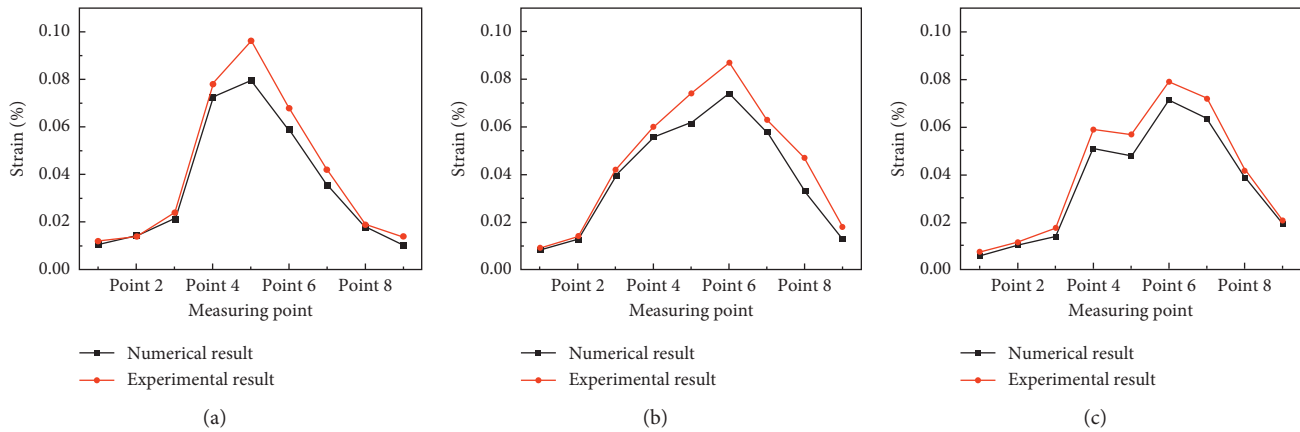 0.10
0.08
0.06
0.04
0.02
0.00
Strain (%)
Point 2 Point 4 Point 6 Point 8
Measuring point
Numerical result
Experimental result
(a)
0.10
0.08
0.06
0.04
0.02
0.00
Strain (%)
Point 2 Point 4 Point 6 Point 8
Measuring point
Numerical result
Experimental result
(b)
0.10
0.08
0.06
0.04
0.02
0.00
Strain (%)
Point 2 Point 4 Point 6 Point 8
Measuring point
Numerical result
Experimental result
(c)